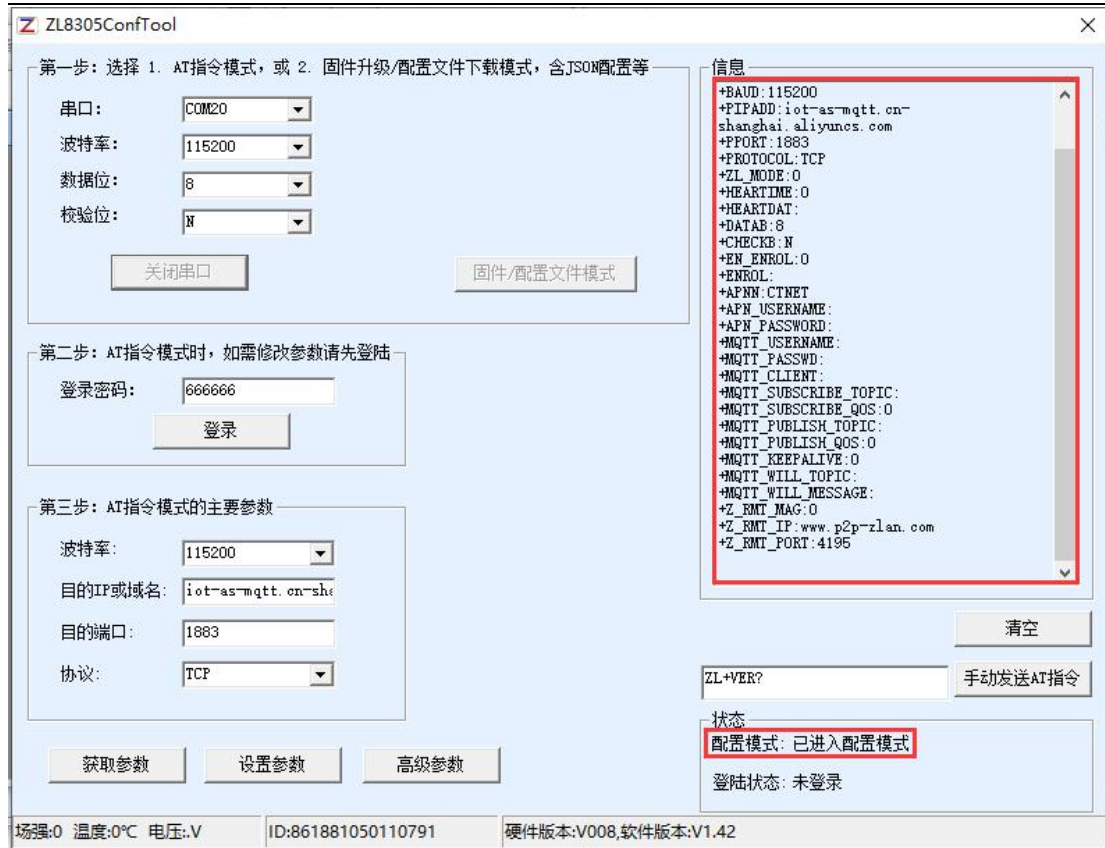 ZL8305ConfTool
第一步：选择 1. AT指令模式，或 2. 固件升级/配置文件下载模式，含JSON配置等
串口： COM20
波特率： 115200
数据位： 8
校验位： N
关闭串口 固件/配置文件模式
第二步：AT指令模式时，如需修改参数请先登陆
登录密码： 666666
登录
第三步：AT指令模式的主要参数
波特率： 115200
目的IP或域名： iot-as-mqtt.cn-sha
目的端口： 1883
协议： TCP
获取参数 设置参数 高级参数
信息
+BAUD:115200
+PIPADD:iot-as-mqtt.cn-
shanghai.aliyuncs.com
+PPORT:1883
+PROTOCOL:TCP
+ZL_MODE:0
+HEARTIME:0
+HEARTDAT:
+DATAB:8
+CHECKB:N
+EN_ENROL:0
+ENROL:
+APNN:CTNET
+APN_USERNAME:
+APN_PASSWORD:
+MQTT_USERNAME:
+MQTT_PASSWD:
+MQTT_CLIENT:
+MQTT_SUBSCRIBE_TOPIC:
+MQTT_SUBSCRIBE_QOS:0
+MQTT_PUBLISH_TOPIC:
+MQTT_PUBLISH_QOS:0
+MQTT_KEEPALIVE:0
+MQTT_WILL_TOPIC:
+MQTT_WILL_MESSAGE:
+Z_RMT_MAG:0
+Z_RMT_IP:www.p2p-zlan.com
+Z_RMT_PORT:4195
清空
ZL+VER? 手动发送AT指令
状态
配置模式：已进入配置模式
登陆状态：未登录
场强:0 温度:0℃ 电压:.V ID:861881050110791 硬件版本:V008,软件版本:V1.42